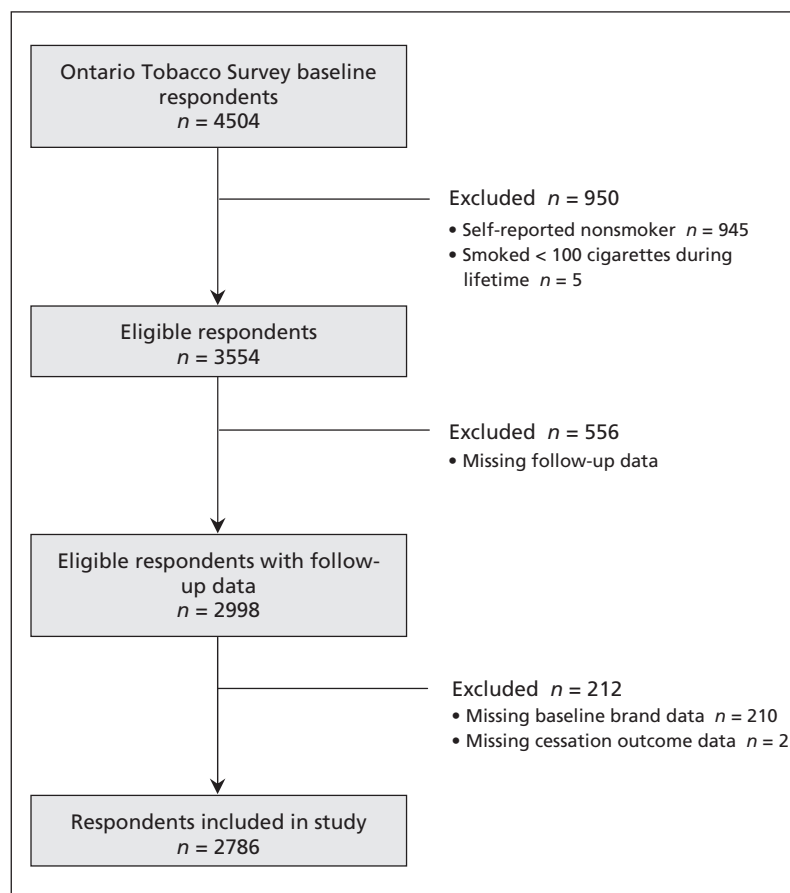 Ontario Tobacco Survey baseline
respondents
n = 4504
Excluded n = 950
• Self-reported nonsmoker n = 945
• Smoked < 100 cigarettes during
lifetime n = 5
Eligible respondents
n = 3554
Excluded n = 556
• Missing follow-up data
Eligible respondents with follow-
up data
n = 2998
Excluded n = 212
• Missing baseline brand data n = 210
• Missing cessation outcome data n = 2
Respondents included in study
n = 2786